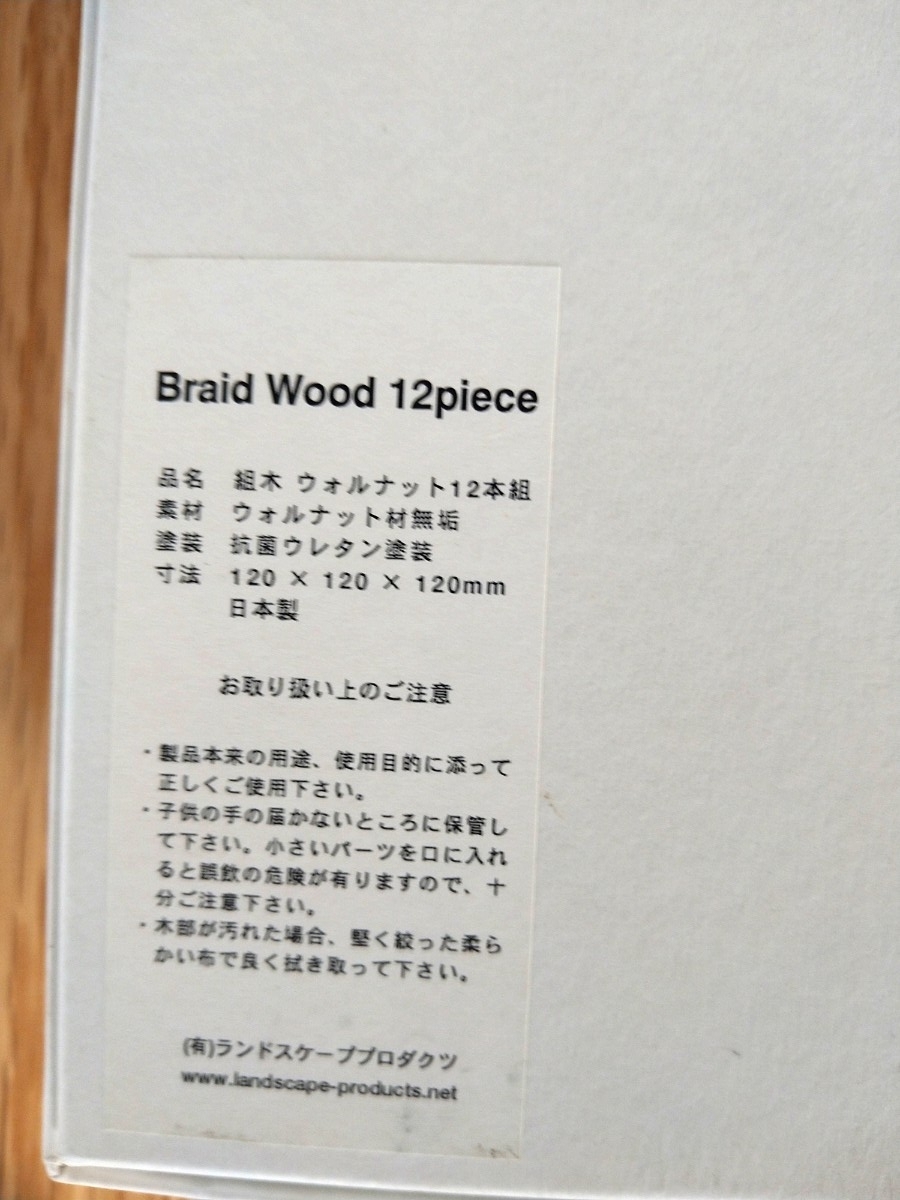 Braid Wood 12piece
品名 組木 ウォルナット12本組
素材 ウォルナット材無垢
塗装 抗菌ウレタン塗装
寸法 120 × 120 × 120mm
日本製
お取り扱い上のご注意
・製品本来の用途、使用目的に添って
正しくご使用下さい。
・子供の手の届かないところに保管し
て下さい。小さいパーツを口に入れ
ると誤飲の危険が有りますので、十
分ご注意下さい。
・木部が汚れた場合、堅く絞った柔ら
かい布で良く拭き取って下さい。
(有)ランドスケーププロダクツ
www.landscape-products.net